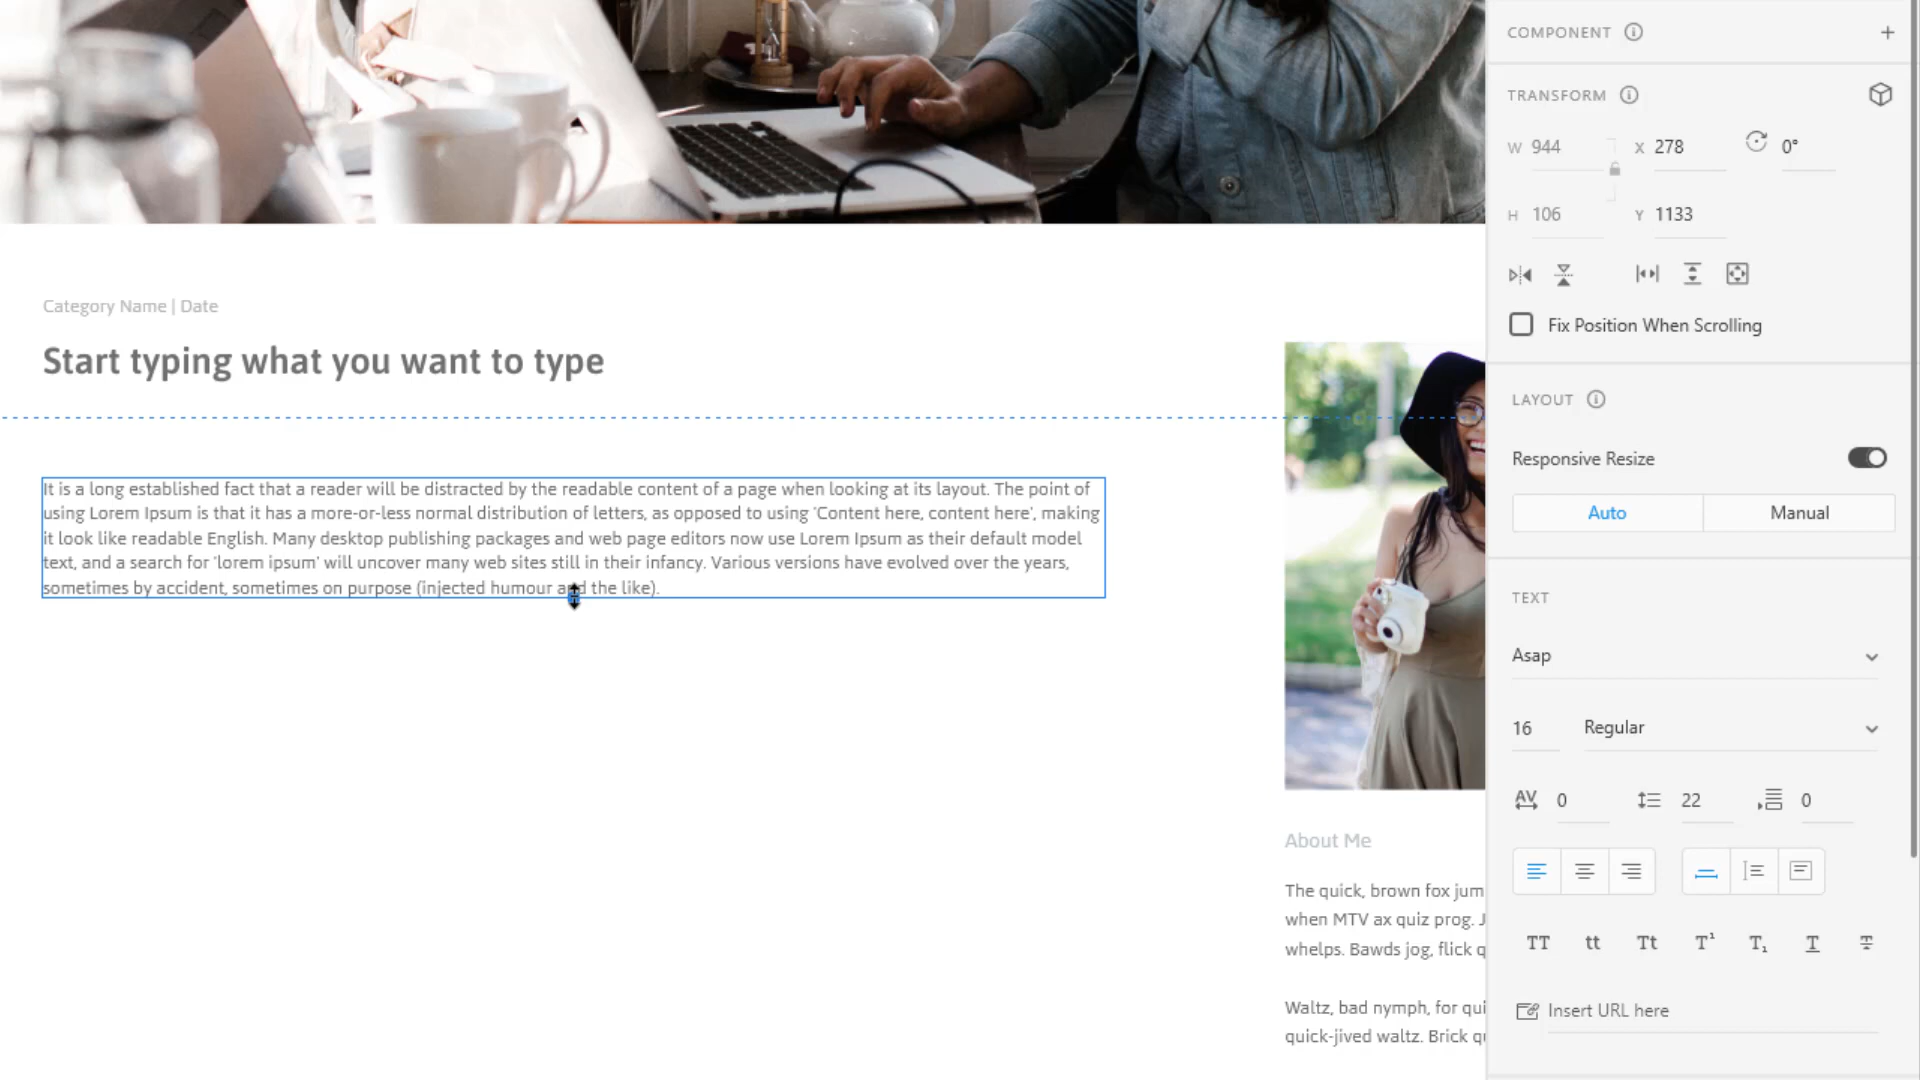 Category Name | Date
Start typing what you want to type
It is a long established fact that a reader will be distracted by the readable content of a page when looking at its layout. The point of
using Lorem Ipsum is that it has a more-or-less normal distribution of letters, as opposed to using 'Content here, content here', making
it look like readable English. Many desktop publishing packages and web page editors now use Lorem Ipsum as their default model
text, and a search for 'lorem ipsum' will uncover many web sites still in their infancy. Various versions have evolved over the years,
sometimes by accident, sometimes on purpose (injected humour and the like).
About Me
The quick, brown fox jum
when MTV ax quiz prog. J
whelps. Bawds jog, flick q
Waltz, bad nymph, for qui
quick-jived waltz. Brick qu
COMPONENT
TRANSFORM
W 944 X 278 0°
H 106 Y 1133
Fix Position When Scrolling
LAYOUT
Responsive Resize
Auto Manual
TEXT
Asap
16 Regular
AV 0 22 0
TT tt Tt T¹ T₁ T T
Insert URL here